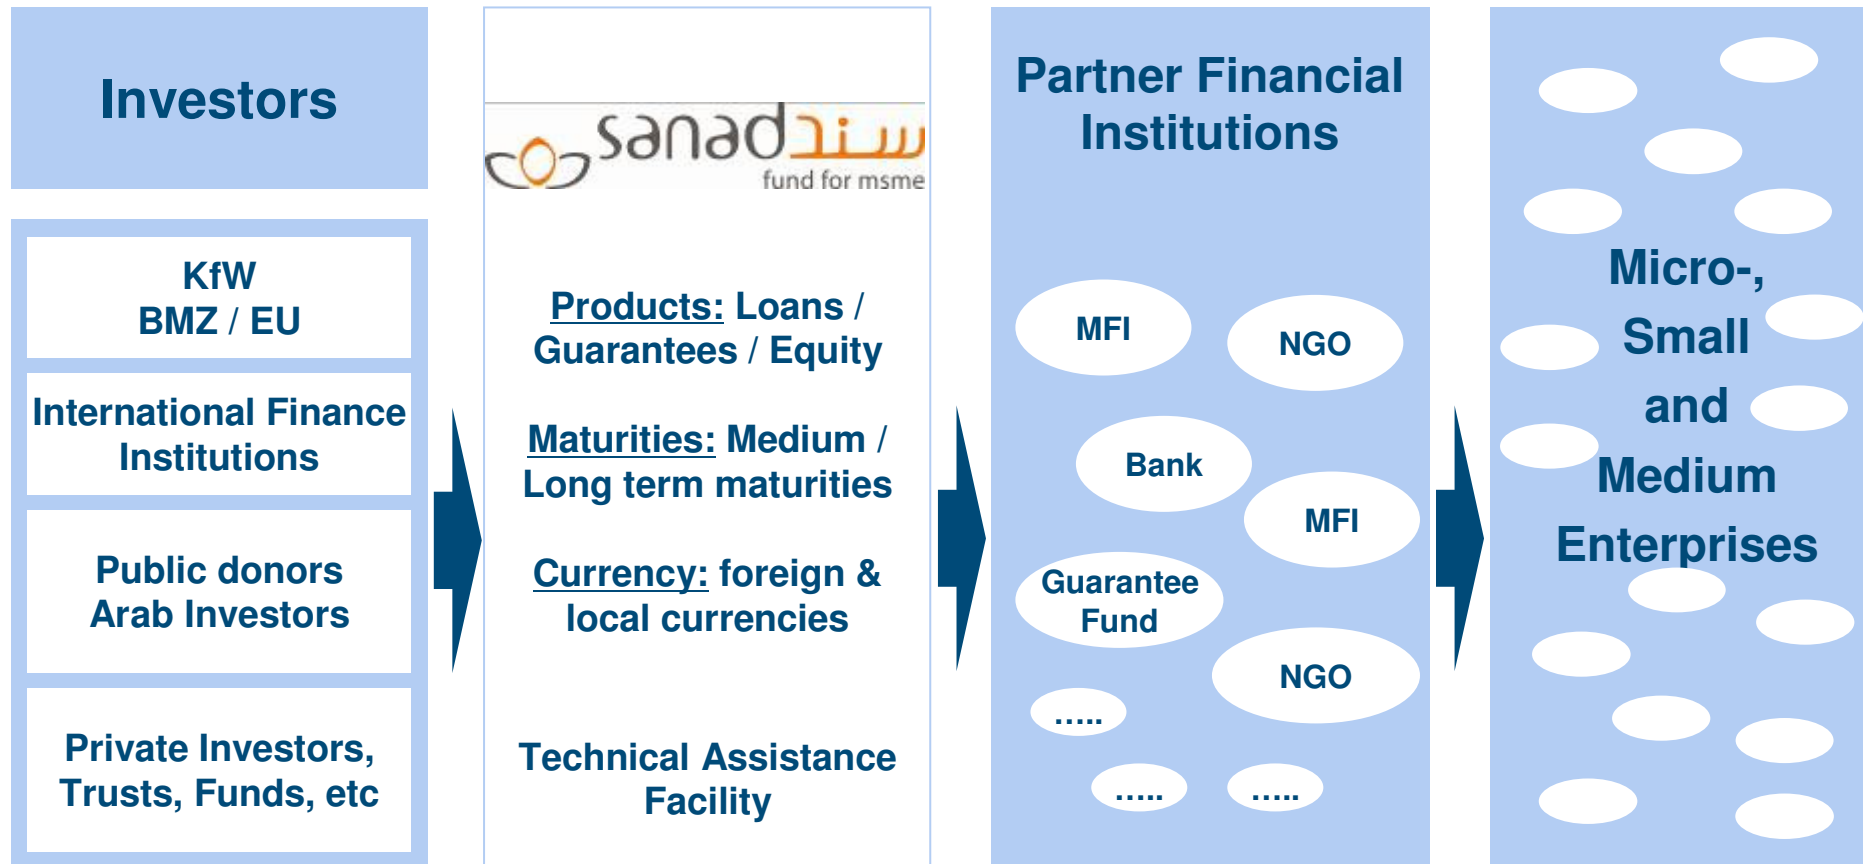 Investors
KfW
BMZ / EU
International Finance
Institutions
Public donors
Arab Investors
Private Investors,
Trusts, Funds, etc
sanad سند
fund for msme
Products: Loans /
Guarantees / Equity
Maturities: Medium /
Long term maturities
Currency: foreign &
local currencies
Technical Assistance
Facility
Partner Financial
Institutions
MFI
NGO
Bank
MFI
Guarantee
Fund
NGO
.....
.....
.....
Micro-,
Small
and
Medium
Enterprises